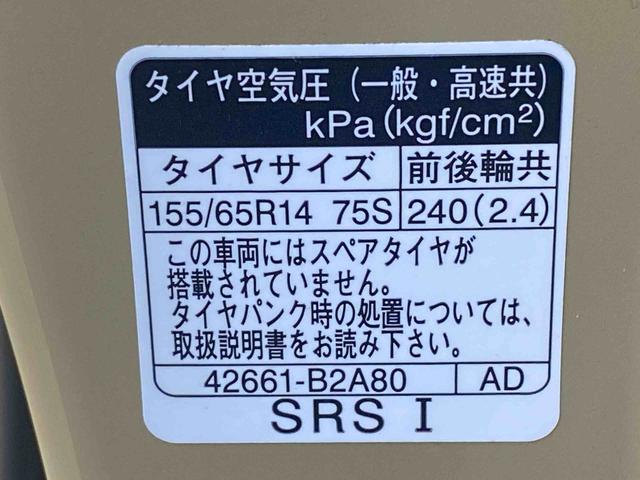 タイヤ空気圧（一般・高速共）
kPa(kgf/cm²)
タイヤサイズ 前後輪共
155/65R14 75S 240(2.4)
この車両にはスペアタイヤが
搭載されていません。
タイヤパンク時の処置については、
取扱説明書をお読み下さい。
42661-B2A80 AD
SRS I